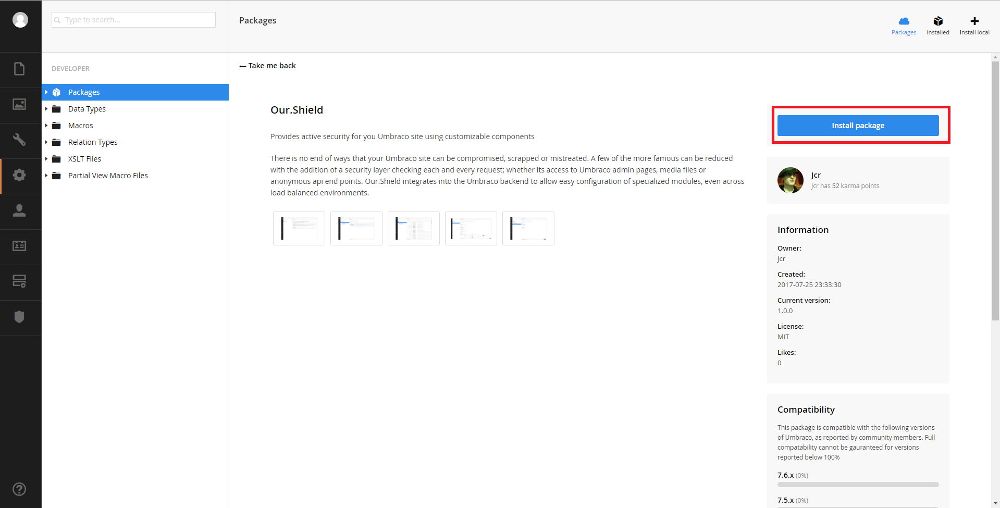 Type to search...
Packages
Packages
Installed
Install local
DEVELOPER
Packages
Data Types
Macros
Relation Types
XSLT Files
Partial View Macro Files
← Take me back
Our.Shield
Provides active security for you Umbraco site using customizable components
There is no end of ways that your Umbraco site can be compromised, scrapped or mistreated. A few of the more famous can be reduced
with the addition of a security layer checking each and every request; whether its access to Umbraco admin pages, media files or
anonymous api end points. Our.Shield integrates into the Umbraco backend to allow easy configuration of specialized modules, even across
load balanced environments.
Install package
Jcr
Jcr has 52 karma points
Information
Owner:
Jcr
Created:
2017-07-25 23:33:30
Current version:
1.0.0
License:
MIT
Likes:
0
Compatibility
This package is compatible with the following versions
of Umbraco, as reported by community members. Full
compatability cannot be gauranteed for versions
reported below 100%
7.6.x (0%)
7.5.x (0%)